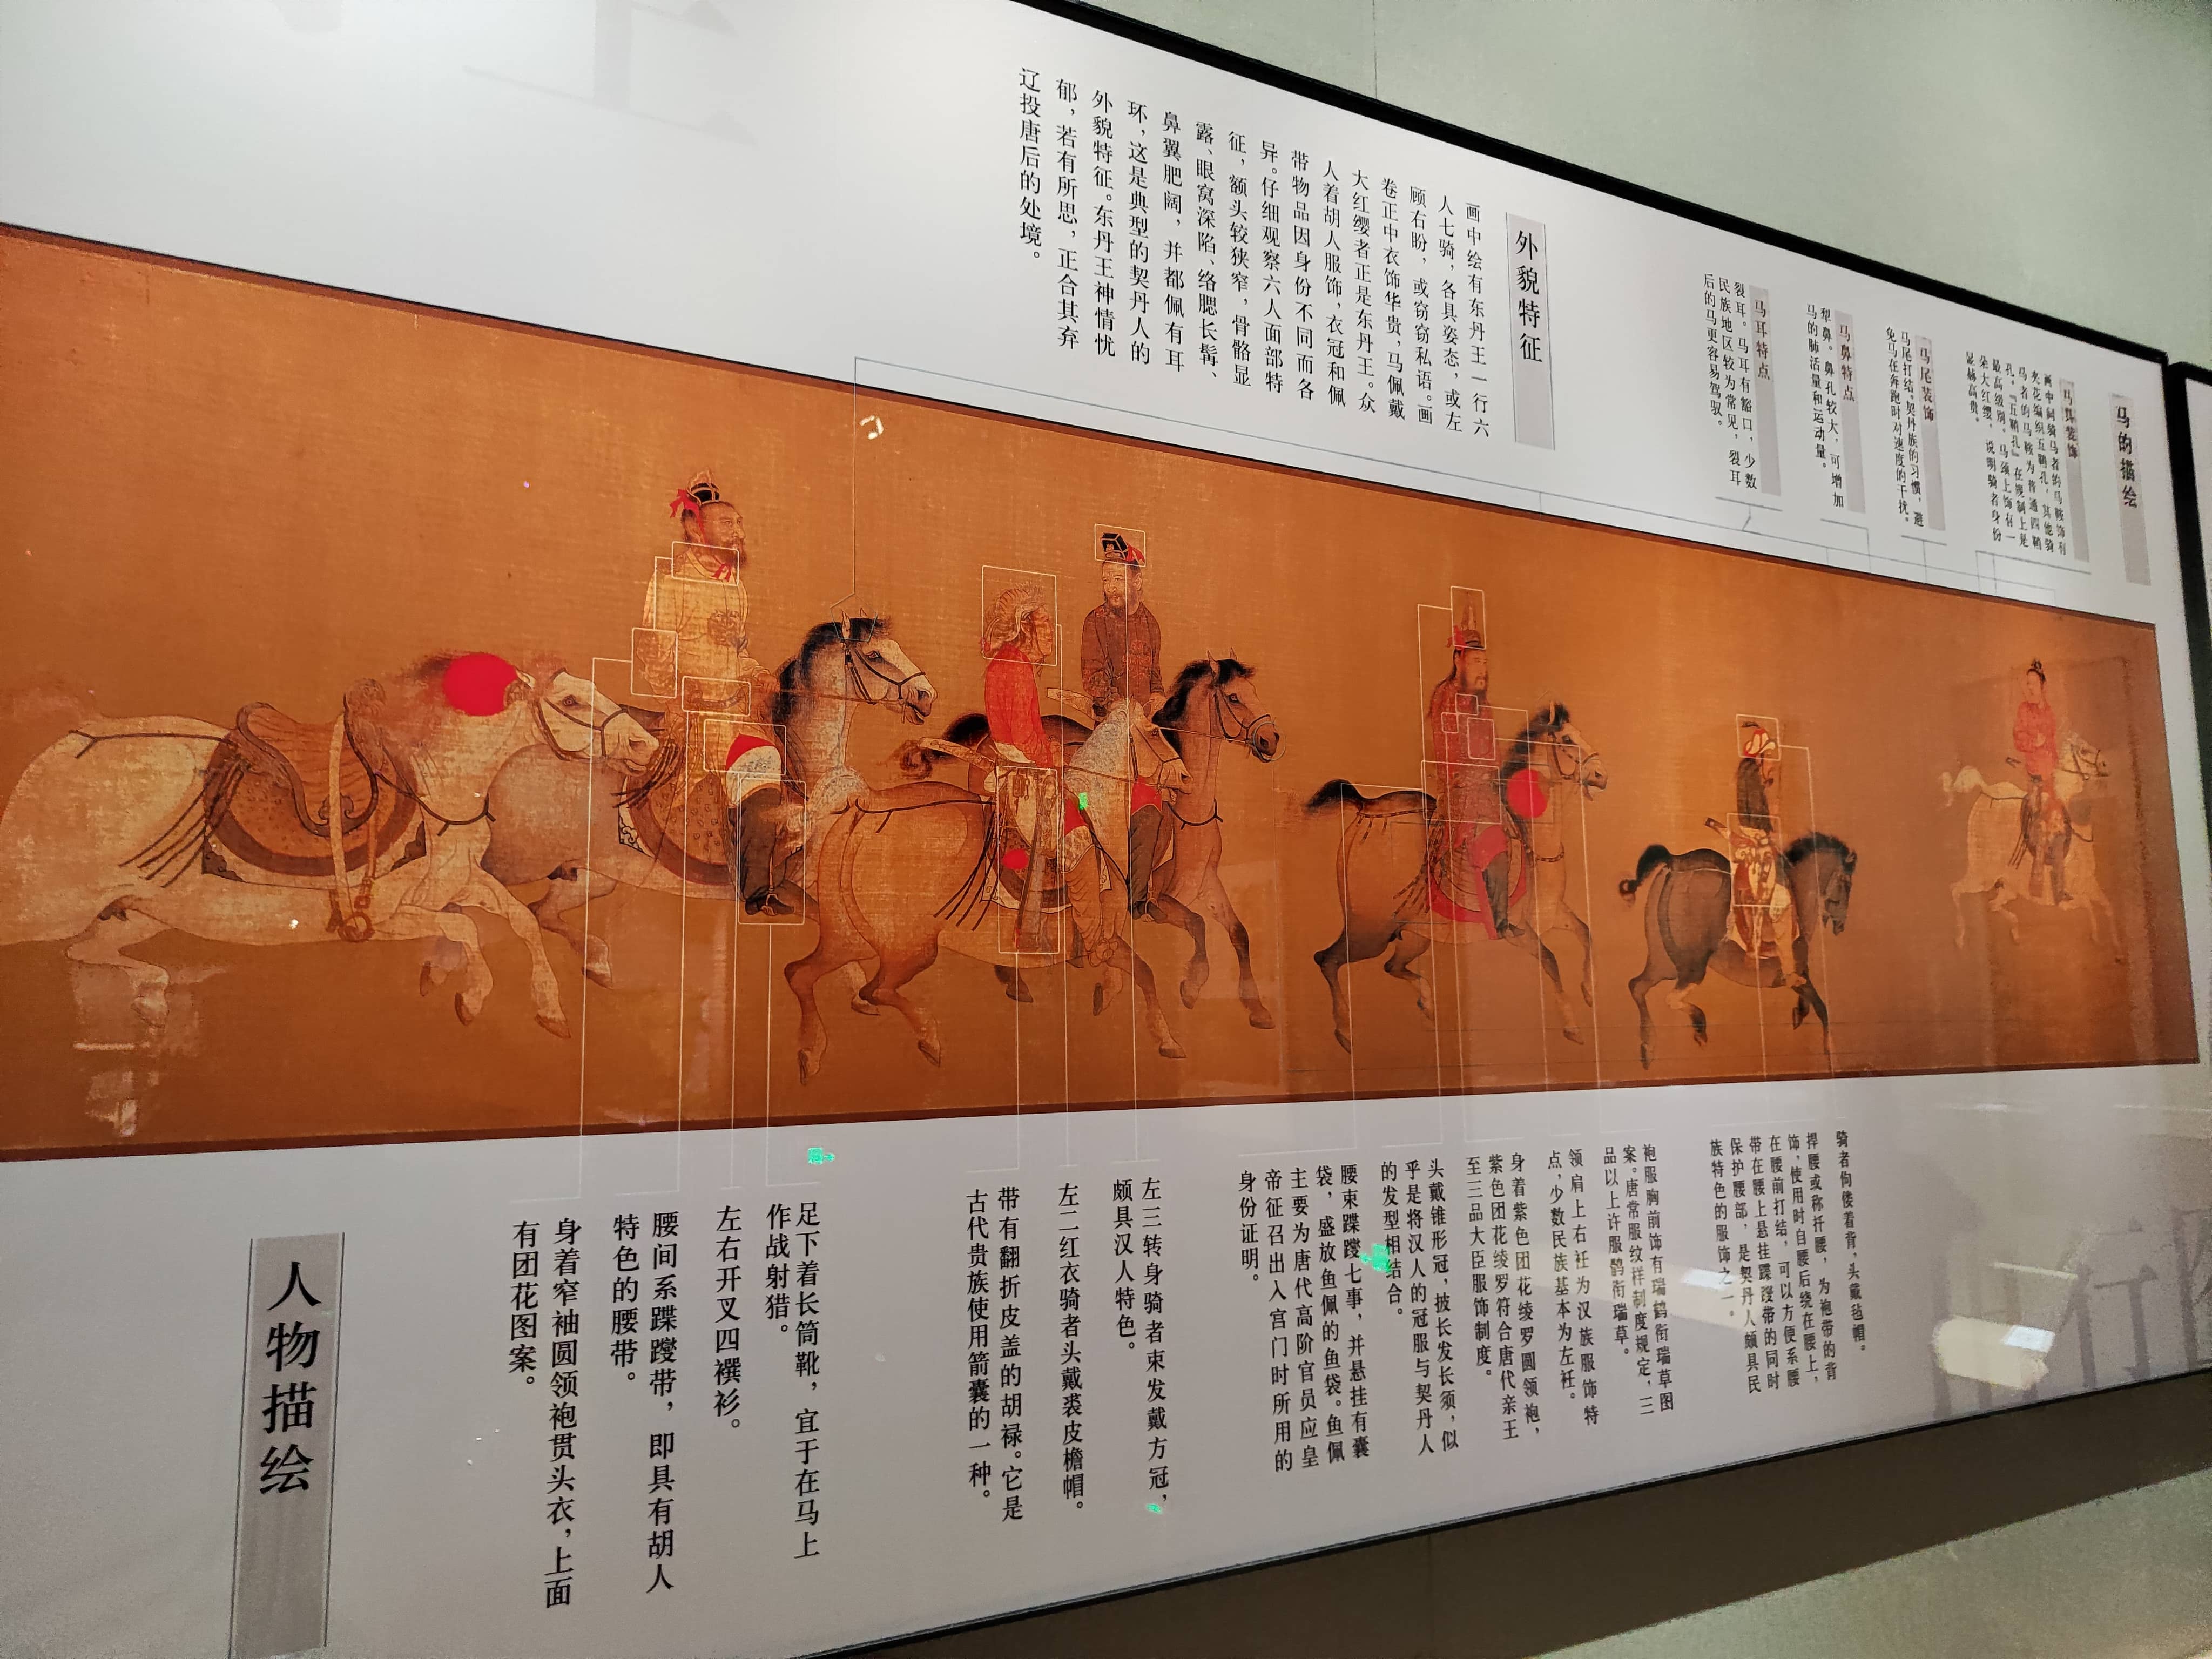 马的描绘
马具装饰
画中间骑马者的马鞍饰有
夹花编织五鞘孔，其他骑
马者的马鞍为普通四鞘
孔。“五鞘孔”在规制上是
最高级别。马须上饰有一
朵大红缨，说明骑者身份
显赫高贵。
马尾装饰
马尾打结，契丹族的习惯，避
免马在奔跑时对速度的干扰。
马鼻特点
犁鼻。鼻孔较大，可增加
马的肺活量和运动量。
马耳特点
裂耳。马耳有豁口，少数
民族地区较为常见，裂耳
后的马更容易驾驭。
外貌特征
画中绘有东丹王一行六
人七骑，各具姿态，或左
顾右盼，或窃窃私语。画
卷正中衣饰华贵，马佩戴
大红缨者正是东丹王。众
人着胡人服饰，衣冠和佩
带物品因身份不同而各
异。仔细观察六人面部特
征，额头较狭窄，骨骼显
露、眼窝深陷、络腮长髯、
鼻翼肥阔，并都佩有耳
环，这是典型的契丹人的
外貌特征。东丹王神情忧
郁，若有所思，正合其弃
辽投唐后的处境。
骑者佝偻着背，头戴毡帽。
捍腰或称扞腰，为袍带的背
饰，使用时自腰后绕在腰上，
在腰前打结，可以方便系腰
带在腰上悬挂蹀躞带的同时
保护腰部，是契丹人颇具民
族特色的服饰之一。
袍服胸前饰有瑞鹤衔瑞草图
案。唐常服纹样制度规定，三
品以上许服鹘衔瑞草。
领肩上右衽为汉族服饰特
点，少数民族基本为左衽。
身着紫色团花绫罗圆领袍，
紫色团花绫罗符合唐代亲王
至三品大臣服饰制度。
头戴锥形冠，披长发长须，似
乎是将汉人的冠服与契丹人
的发型相结合。
腰束蹀躞七事，并悬挂有囊
袋，盛放鱼佩的鱼袋。鱼佩
主要为唐代高阶官员应皇
帝征召出入宫门时所用的
身份证明。
左三转身骑者束发戴方冠，
颇具汉人特色。
左二红衣骑者头戴裘皮檐帽。
带有翻折皮盖的胡禄。它是
古代贵族使用箭囊的一种。
足下着长筒靴，宜于在马上
作战射猎。
左右开叉四䙆衫。
腰间系蹀躞带，即具有胡人
特色的腰带。
身着窄袖圆领袍贯头衣，上面
有团花图案。
人物描绘